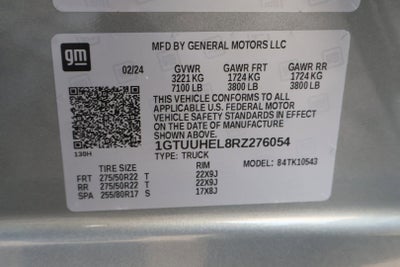 gm
MFD BY GENERAL MOTORS LLC
02/24 GVWR GAWR FRT GAWR RR
3221 KG 1724 KG 1724 KG
7100 LB 3800 LB 3800 LB
THIS VEHICLE CONFORMS TO ALL
APPLICABLE U.S. FEDERAL MOTOR
VEHICLE SAFETY STANDARDS IN EFFECT
ON THE DATE OF MANUFACTURE
SHOWN ABOVE.
1GTUUHEL8RZ276054
130H TYPE: TRUCK MODEL: 84TK10543
TIRE SIZE RIM
FRT 275/50R22 T 22X9J
RR 275/50R22 T 22X9J
SPA 255/80R17 S 17X8J